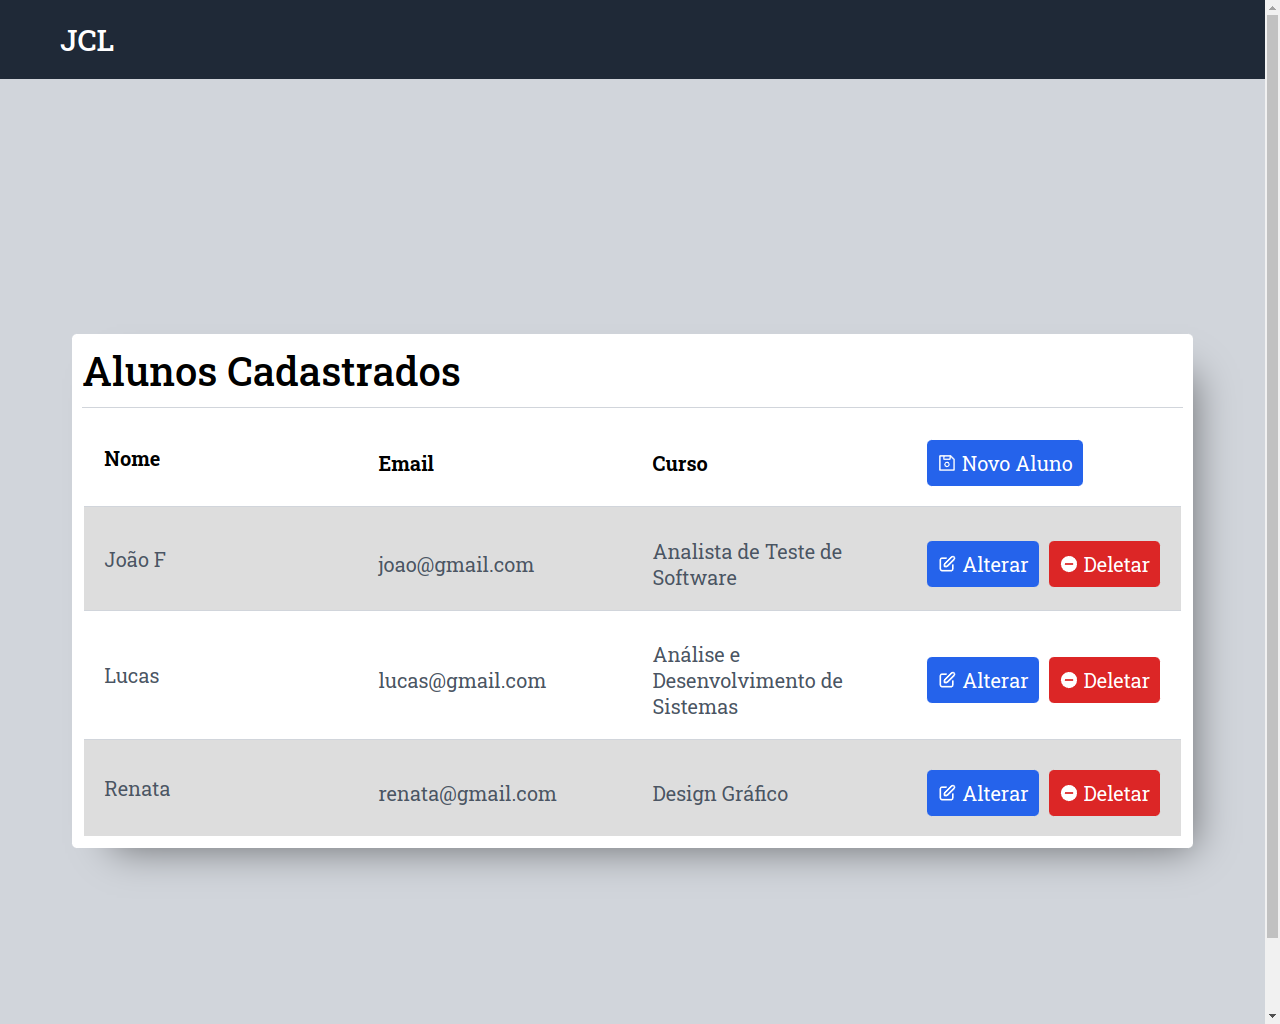 JCL
Alunos Cadastrados
Nome Email Curso Novo Aluno
João F joao@gmail.com Analista de Teste de Software Alterar Deletar
Lucas lucas@gmail.com Análise e Desenvolvimento de Sistemas Alterar Deletar
Renata renata@gmail.com Design Gráfico Alterar Deletar